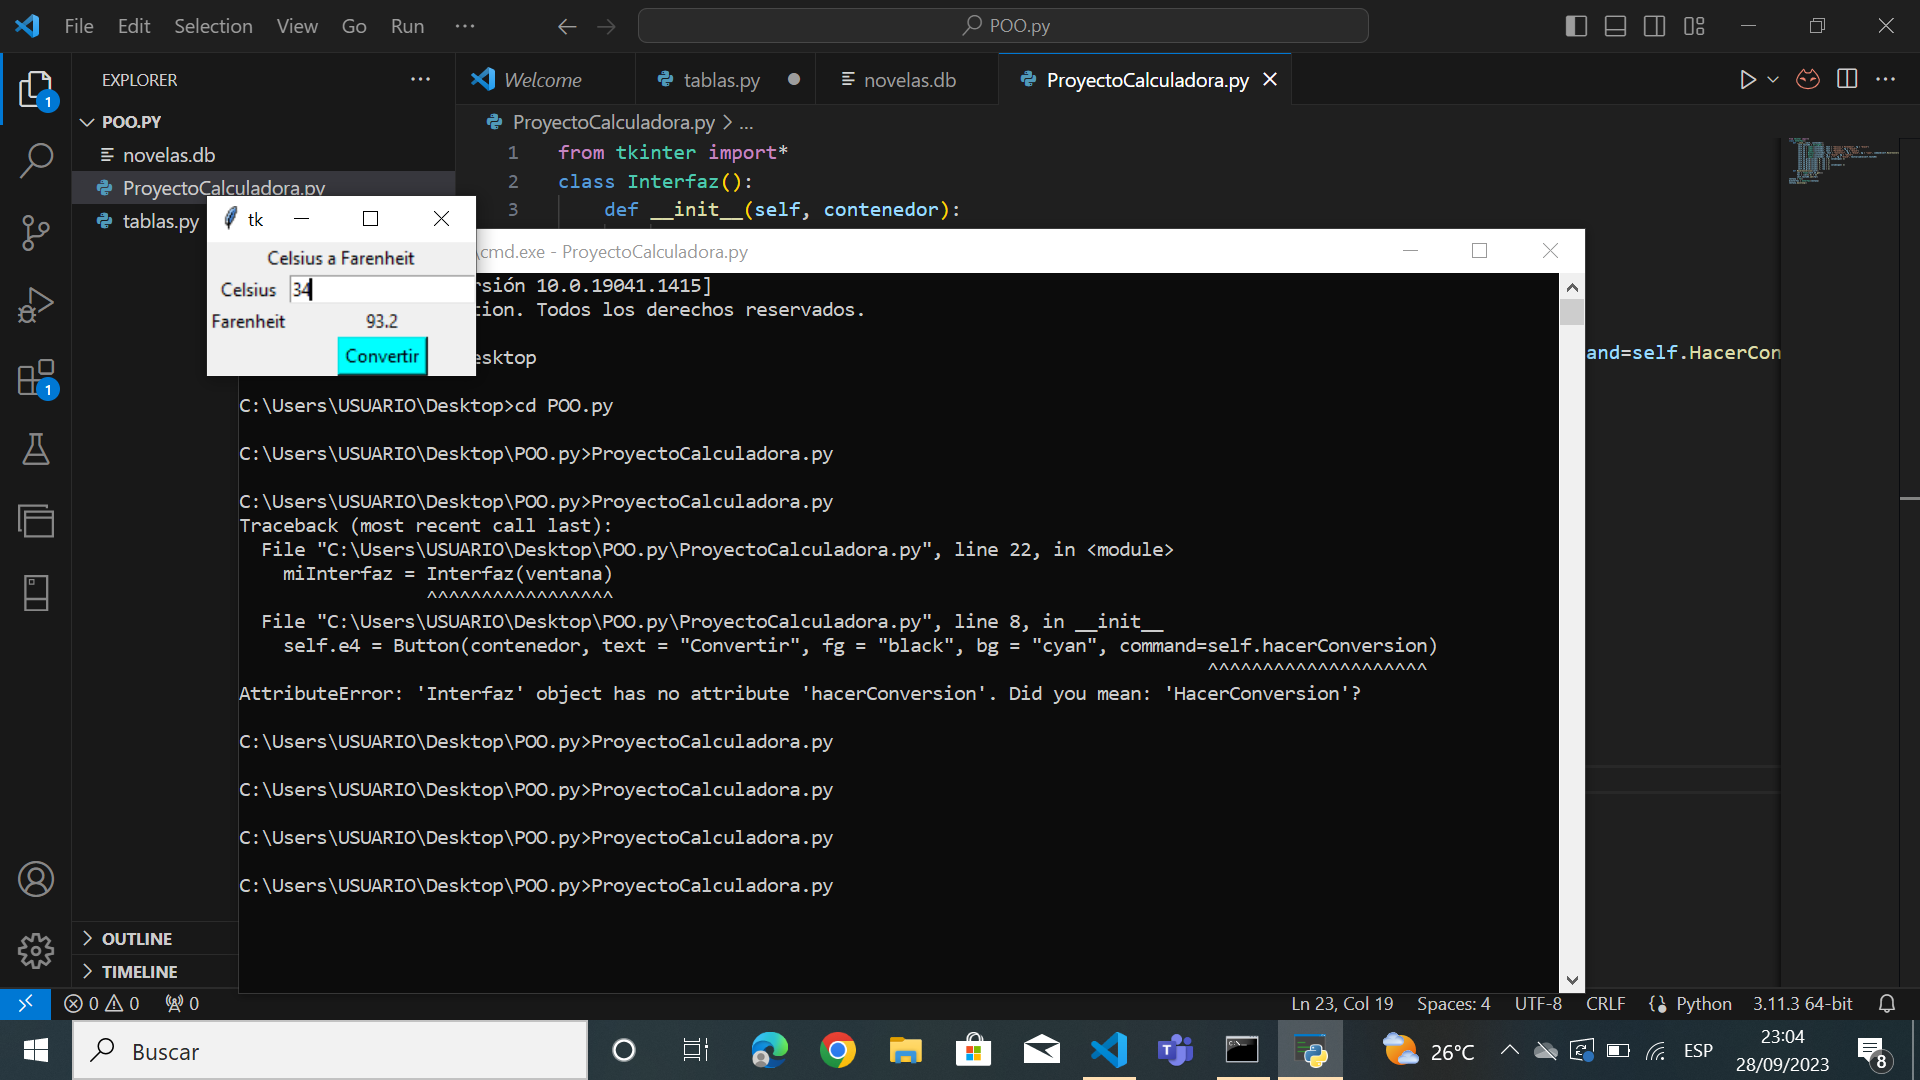 File Edit Selection View Go Run ··· POO.py
EXPLORER ···
1
POO.PY
novelas.db
ProyectoCalculadora.py
tablas.py
Welcome tablas.py novelas.db ProyectoCalculadora.py
ProyectoCalculadora.py > ...
1 from tkinter import*
2 class Interfaz():
3 def __init__(self, contenedor):
and=self.HacerCon
tk
Celsius a Farenheit
Celsius 34
Farenheit 93.2
Convertir
\cmd.exe - ProyectoCalculadora.py
rsión 10.0.19041.1415]
tion. Todos los derechos reservados.
esktop
C:\Users\USUARIO\Desktop>cd POO.py
C:\Users\USUARIO\Desktop\POO.py>ProyectoCalculadora.py
C:\Users\USUARIO\Desktop\POO.py>ProyectoCalculadora.py
Traceback (most recent call last):
File "C:\Users\USUARIO\Desktop\POO.py\ProyectoCalculadora.py", line 22, in <module>
miInterfaz = Interfaz(ventana)
^^^^^^^^^^^^^^^^^
File "C:\Users\USUARIO\Desktop\POO.py\ProyectoCalculadora.py", line 8, in __init__
self.e4 = Button(contenedor, text = "Convertir", fg = "black", bg = "cyan", command=self.hacerConversion)
^^^^^^^^^^^^^^^^^^^^
AttributeError: 'Interfaz' object has no attribute 'hacerConversion'. Did you mean: 'HacerConversion'?
C:\Users\USUARIO\Desktop\POO.py>ProyectoCalculadora.py
C:\Users\USUARIO\Desktop\POO.py>ProyectoCalculadora.py
C:\Users\USUARIO\Desktop\POO.py>ProyectoCalculadora.py
C:\Users\USUARIO\Desktop\POO.py>ProyectoCalculadora.py
1
OUTLINE
TIMELINE
0 0 0 Ln 23, Col 19 Spaces: 4 UTF-8 CRLF Python 3.11.3 64-bit
Buscar 26°C ESP 23:04
28/09/2023 8